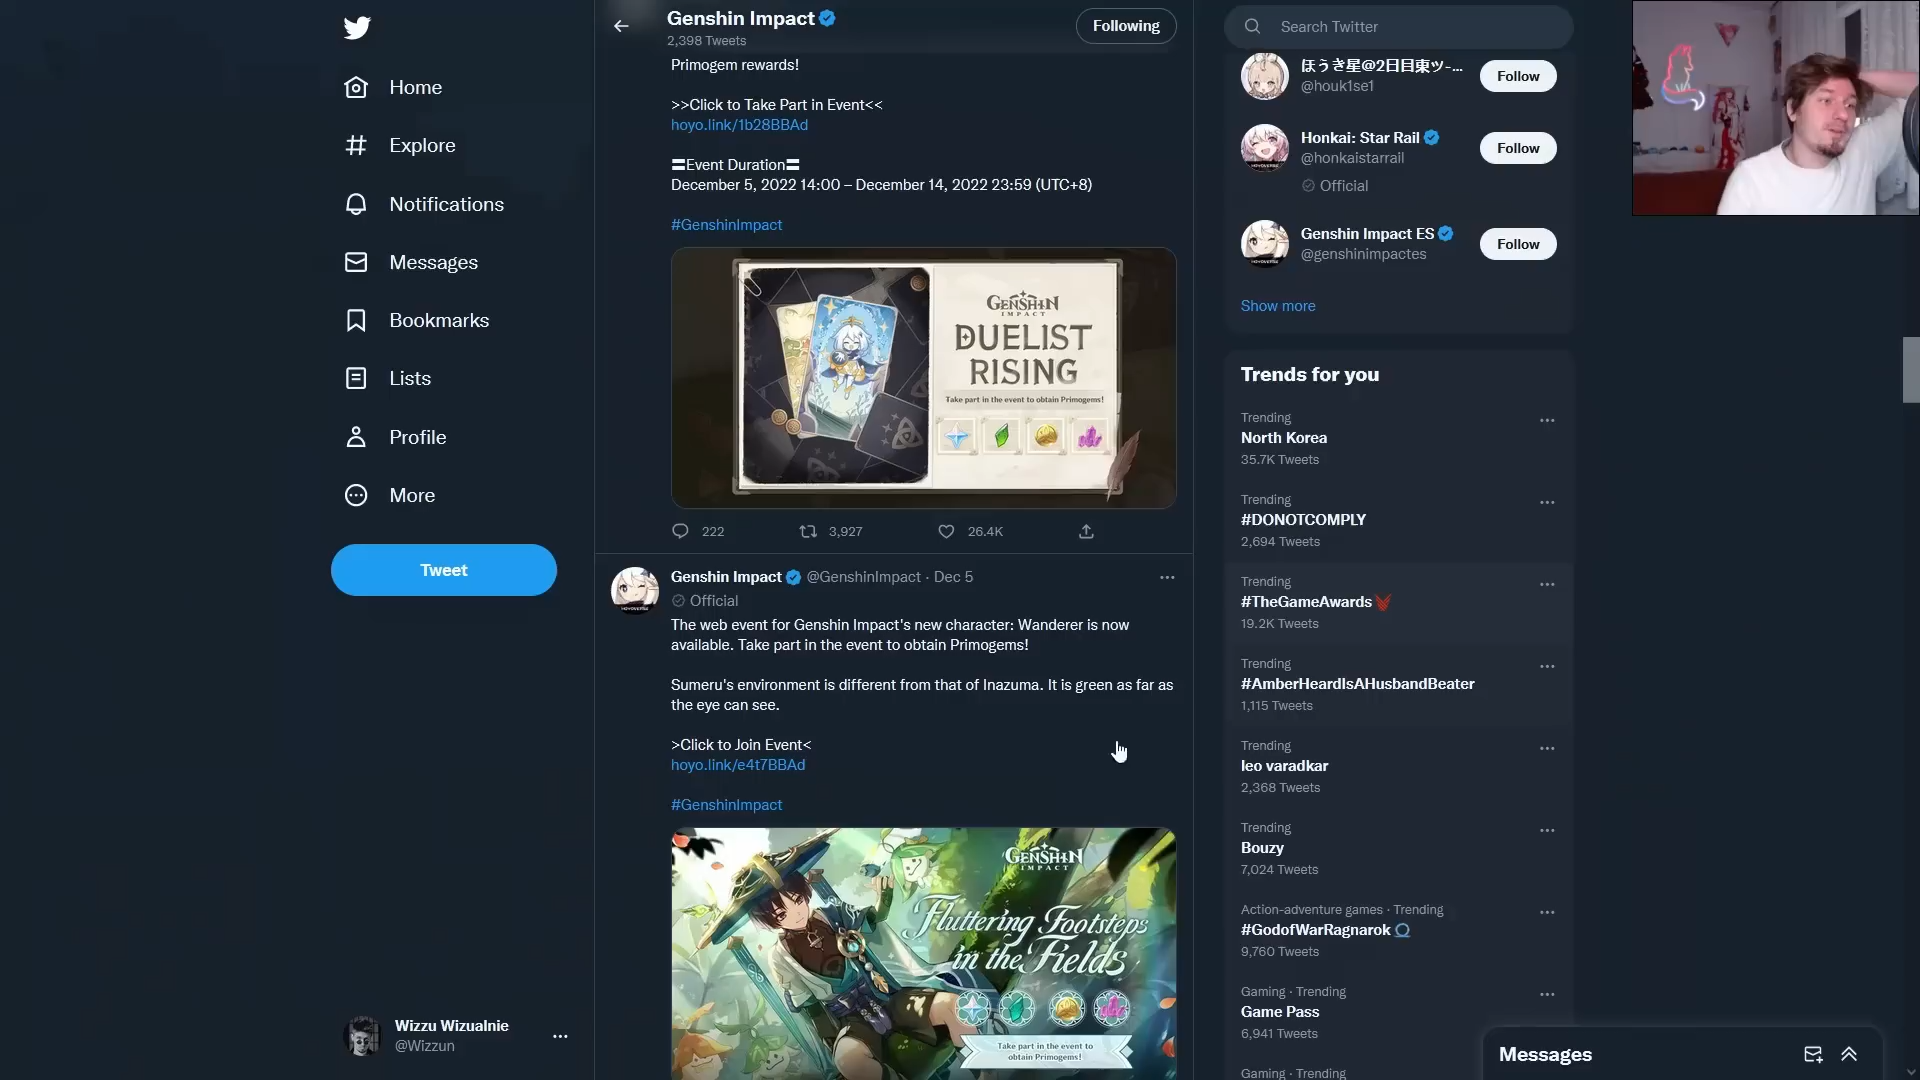 Home
Explore
Notifications
Messages
Bookmarks
Lists
Profile
More
Tweet
Wizzu Wizualnie
@Wizzun
Genshin Impact
2,398 Tweets
Following
Primogem rewards!
>>Click to Take Part in Event<<
hoyo.link/1b28BBAd
〓Event Duration〓
December 5, 2022 14:00 – December 14, 2022 23:59 (UTC+8)
#GenshinImpact
GENSHIN
IMPACT
DUELIST
RISING
Take part in the event to obtain Primogems!
222
3,927
26.4K
Genshin Impact @GenshinImpact · Dec 5
Official
The web event for Genshin Impact's new character: Wanderer is now
available. Take part in the event to obtain Primogems!
Sumeru's environment is different from that of Inazuma. It is green as far as
the eye can see.
>Click to Join Event<
hoyo.link/e4t7BBAd
#GenshinImpact
GENSHIN
IMPACT
Fluttering Footsteps
in the Fields
Take part in the event to
obtain Primogems!
Search Twitter
ほうき星@2日目東ツ-...
@houk1se1
Follow
Honkai: Star Rail
@honkaistarrail
Official
Follow
Genshin Impact ES
@genshinimpactes
Follow
Show more
Trends for you
Trending
North Korea
35.7K Tweets
Trending
#DONOTCOMPLY
2,694 Tweets
Trending
#TheGameAwards
19.2K Tweets
Trending
#AmberHeardIsAHusbandBeater
1,115 Tweets
Trending
leo varadkar
2,368 Tweets
Trending
Bouzy
7,024 Tweets
Action-adventure games · Trending
#GodofWarRagnarok
9,760 Tweets
Gaming · Trending
Game Pass
6,941 Tweets
Gaming · Trending
Messages